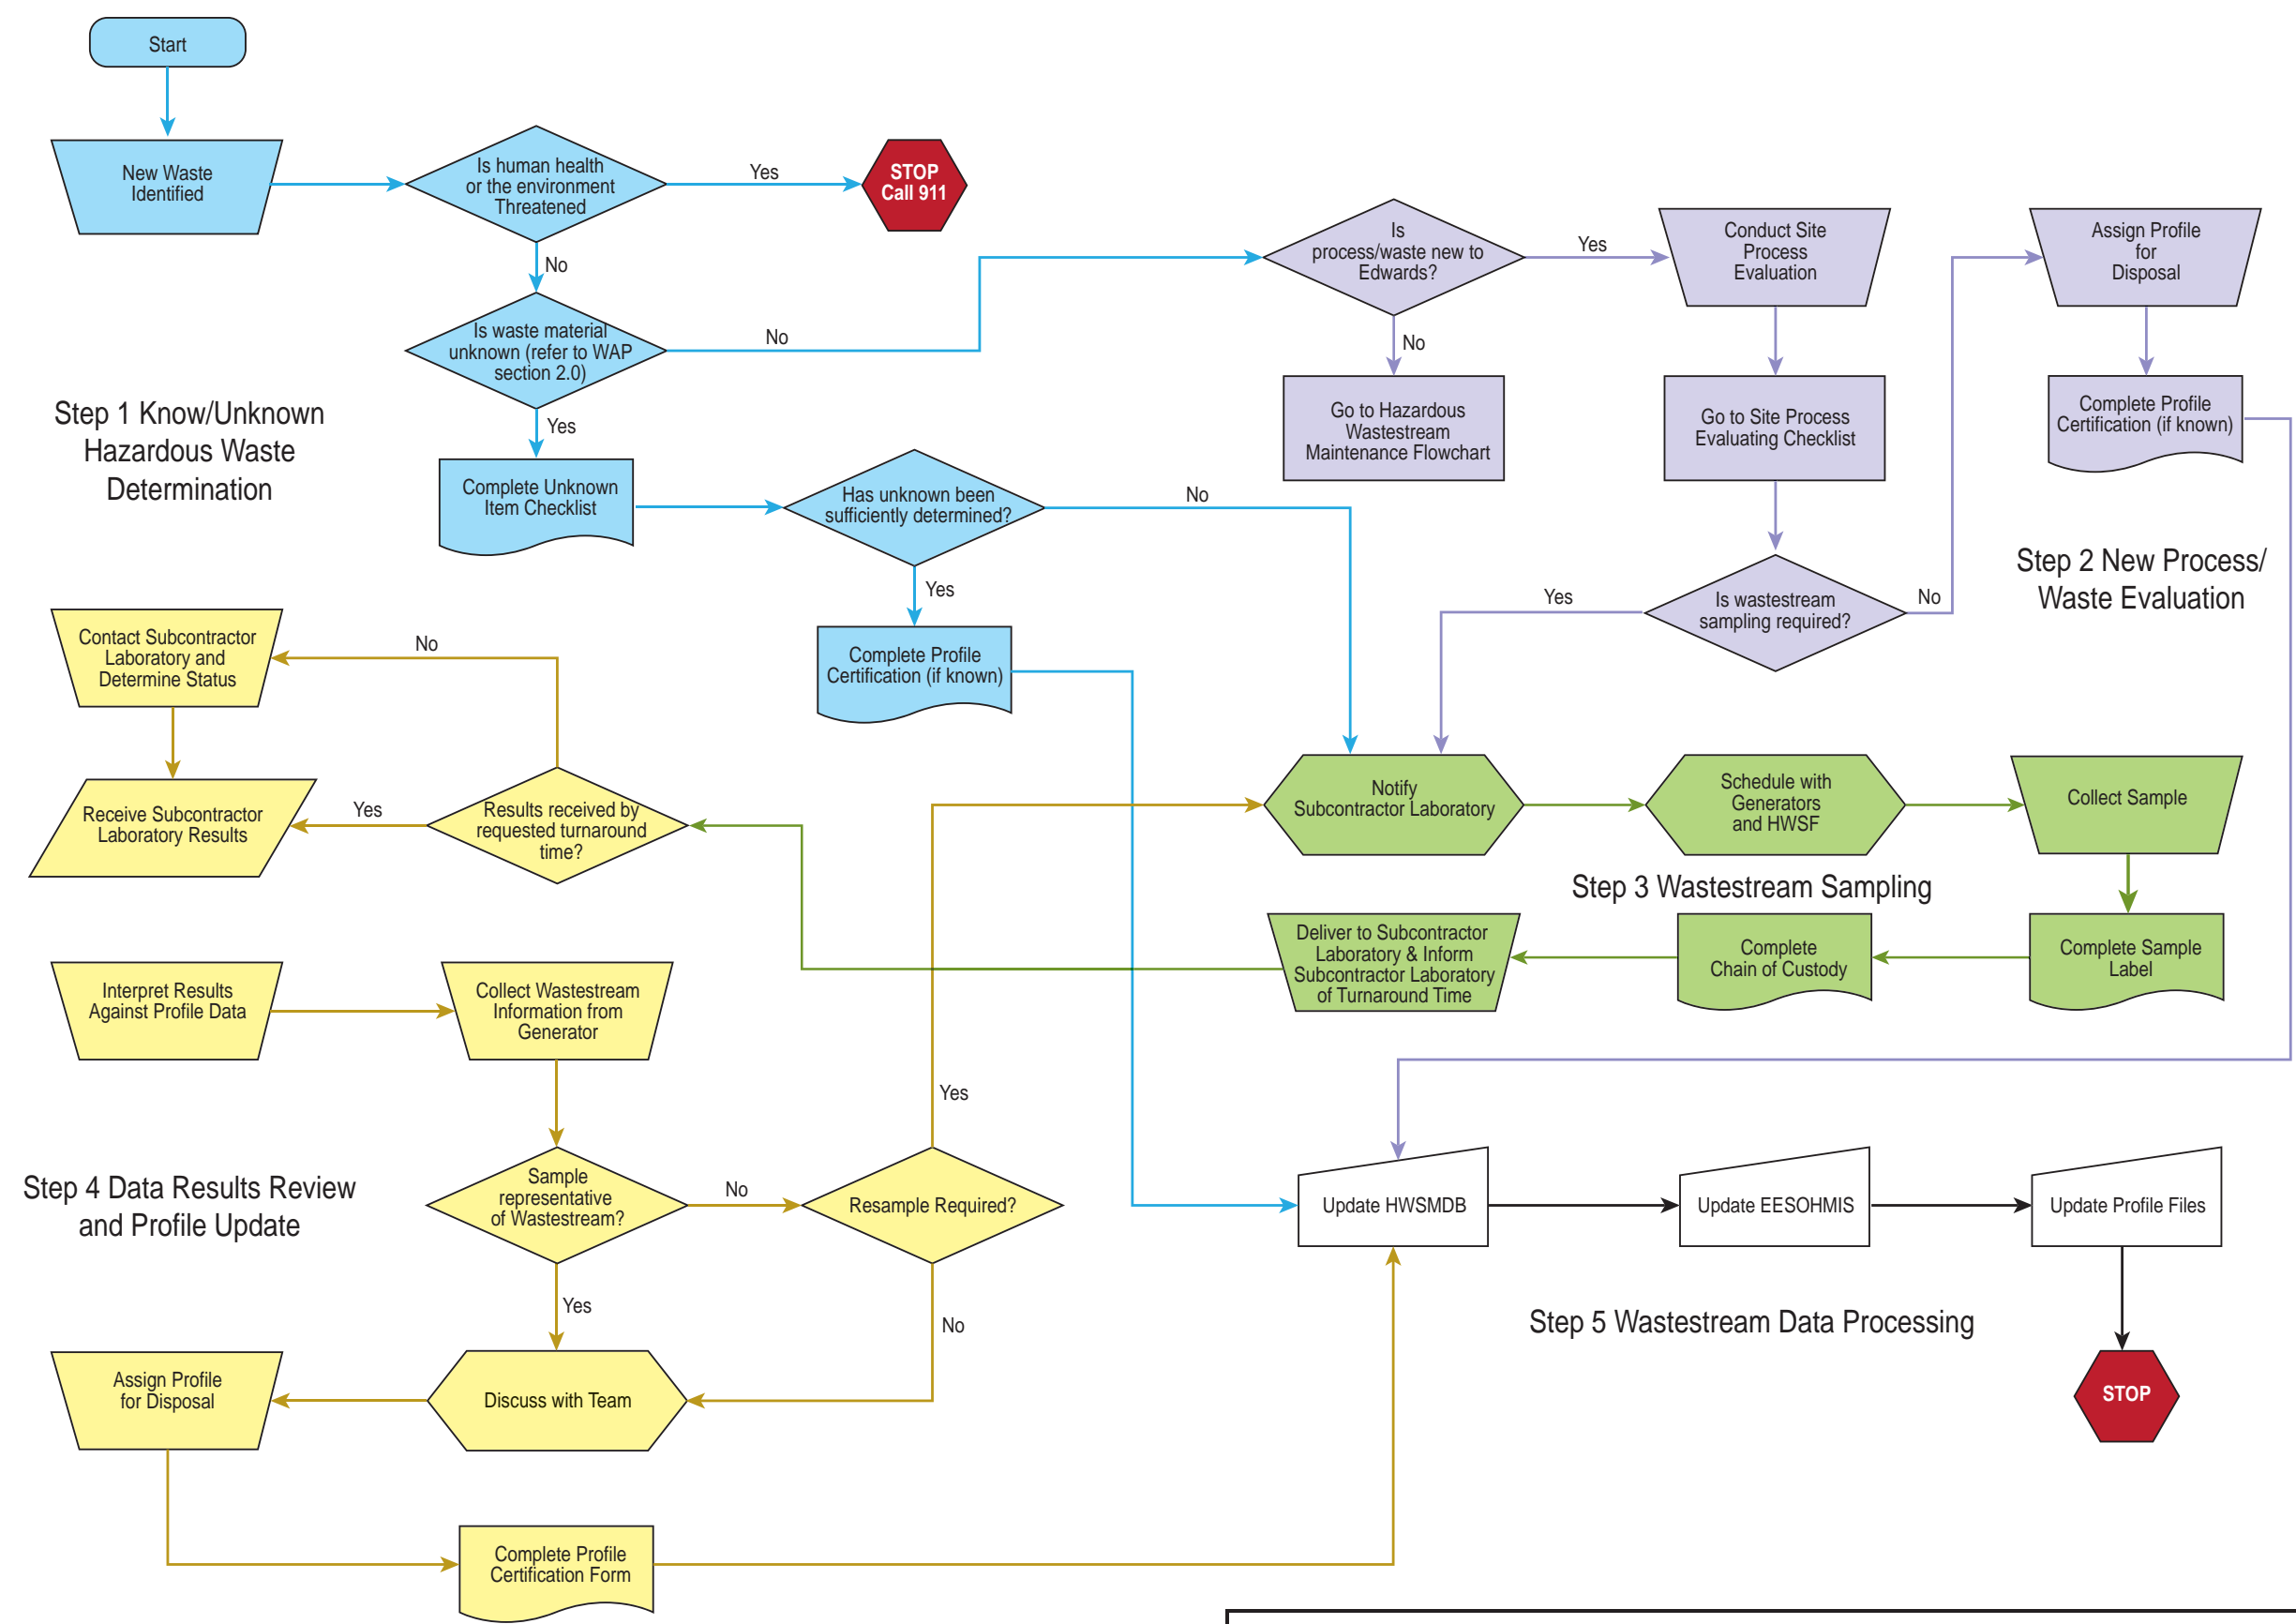 Start
New Waste
Identified
Is human health
or the environment
Threatened
Yes
STOP
Call 911
No
Is waste material
unknown (refer to WAP
section 2.0)
No
Yes
Step 1 Know/Unknown
Hazardous Waste
Determination
Complete Unknown
Item Checklist
Has unknown been
sufficiently determined?
No
Yes
Complete Profile
Certification (if known)
Is
process/waste new to
Edwards?
Yes
No
Go to Hazardous
Wastestream
Maintenance Flowchart
Conduct Site
Process
Evaluation
Go to Site Process
Evaluating Checklist
Is wastestream
sampling required?
Yes
No
Assign Profile
for
Disposal
Complete Profile
Certification (if known)
Step 2 New Process/
Waste Evaluation
Notify
Subcontractor Laboratory
Schedule with
Generators
and HWSF
Collect Sample
Step 3 Wastestream Sampling
Complete Sample
Label
Complete
Chain of Custody
Deliver to Subcontractor
Laboratory & Inform
Subcontractor Laboratory
of Turnaround Time
Contact Subcontractor
Laboratory and
Determine Status
No
Receive Subcontractor
Laboratory Results
Yes
Results received by
requested turnaround
time?
Interpret Results
Against Profile Data
Collect Wastestream
Information from
Generator
Step 4 Data Results Review
and Profile Update
Sample
representative
of Wastestream?
No
Resample Required?
Yes
Yes
No
Discuss with Team
Assign Profile
for Disposal
Complete Profile
Certification Form
Update HWSMDB
Update EESOHMIS
Update Profile Files
Step 5 Wastestream Data Processing
STOP